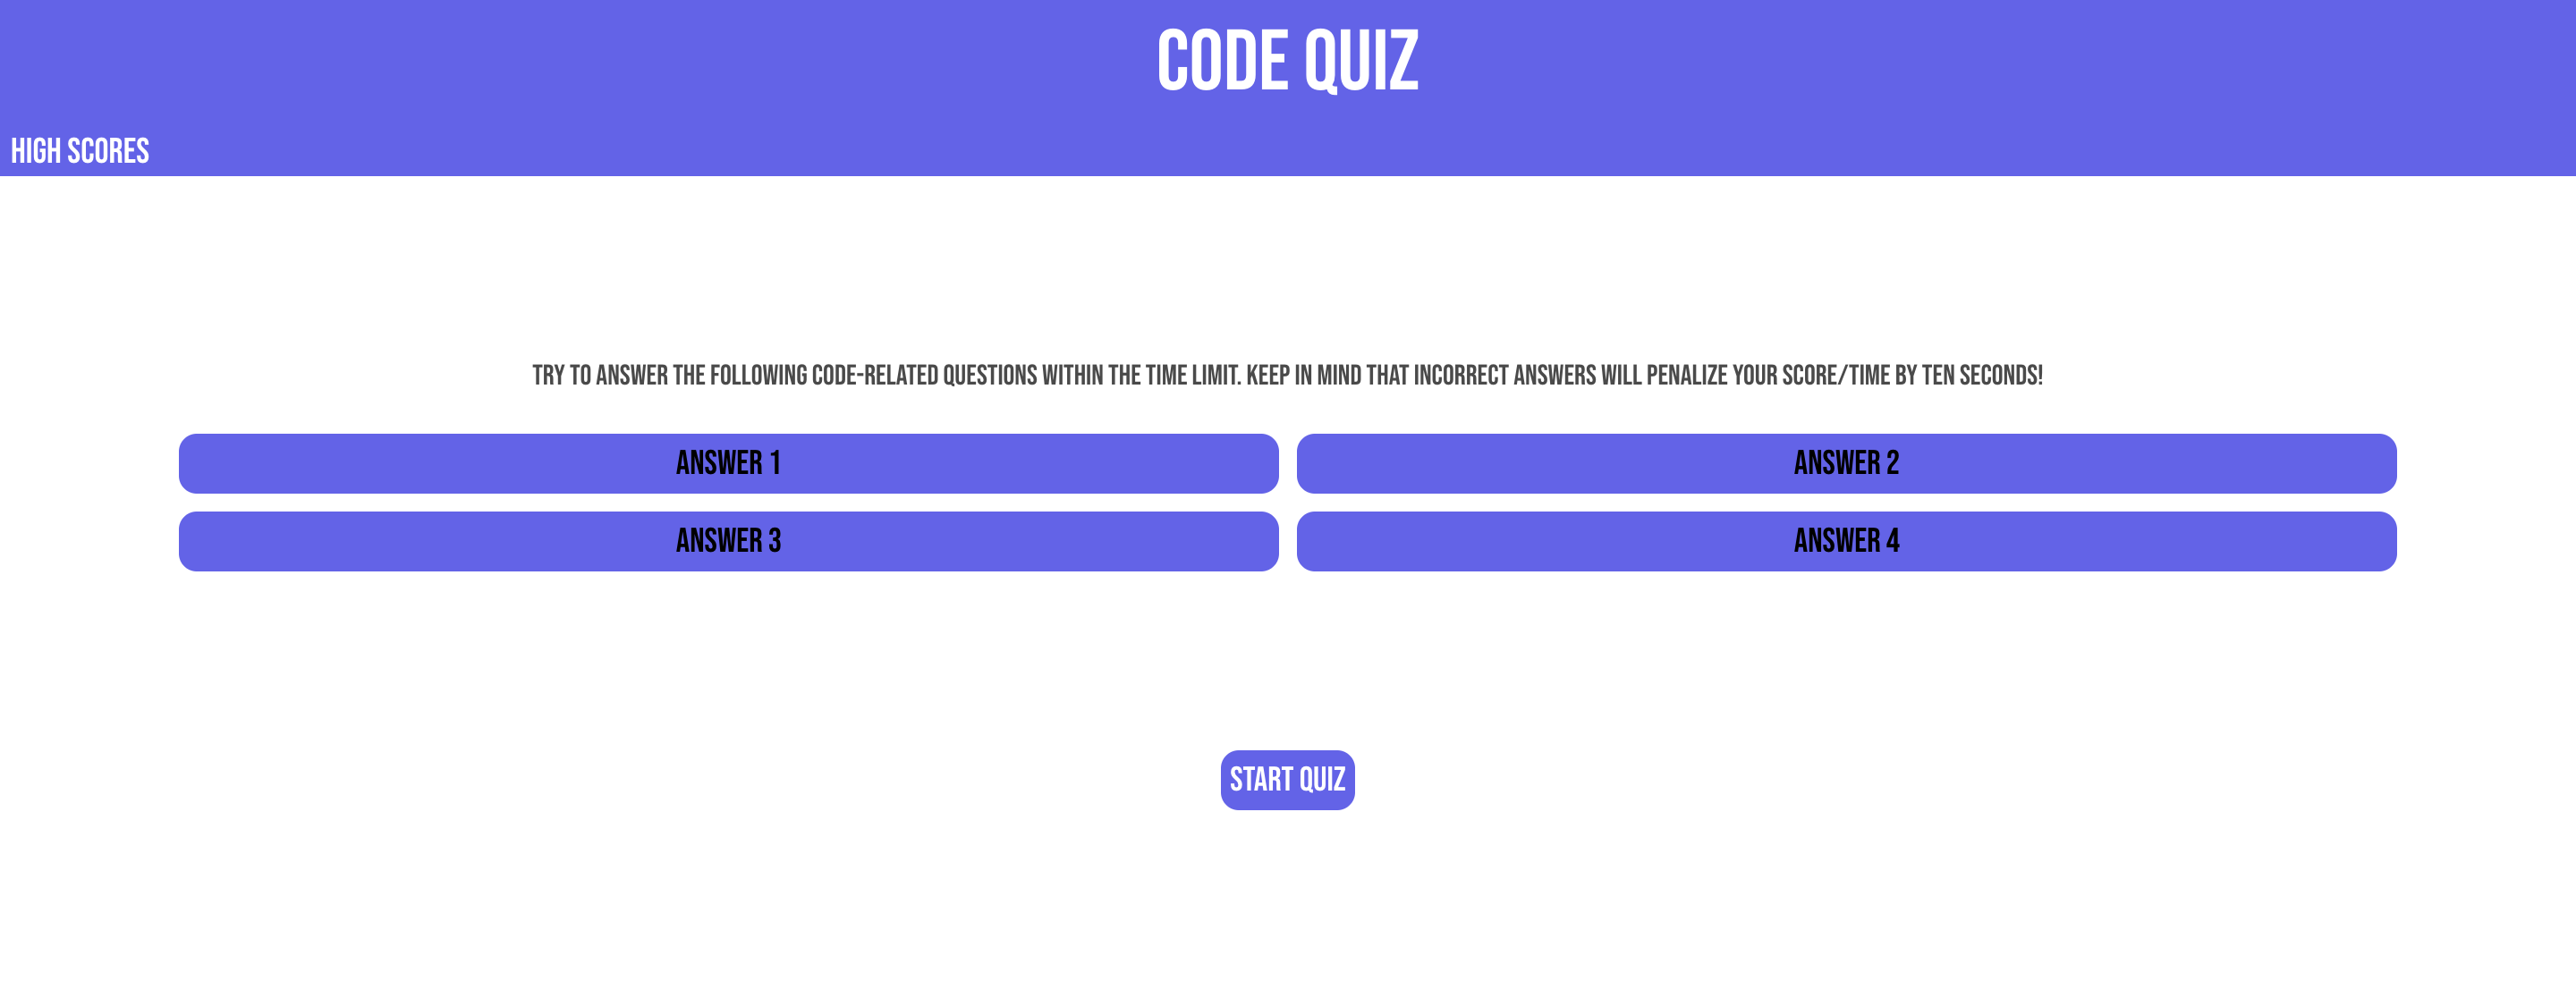 CODE QUIZ
HIGH SCORES
TRY TO ANSWER THE FOLLOWING CODE-RELATED QUESTIONS WITHIN THE TIME LIMIT. KEEP IN MIND THAT INCORRECT ANSWERS WILL PENALIZE YOUR SCORE/TIME BY TEN SECONDS!
ANSWER 1
ANSWER 2
ANSWER 3
ANSWER 4
START QUIZ